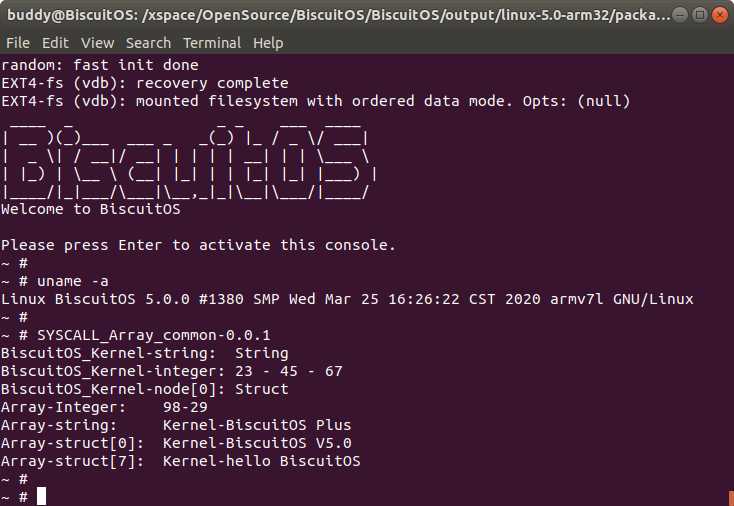 buddy@BiscuitOS: /xspace/OpenSource/BiscuitOS/BiscuitOS/output/linux-5.0-arm32/packa...
File Edit View Search Terminal Help
random: fast init done
EXT4-fs (vdb): recovery complete
EXT4-fs (vdb): mounted filesystem with ordered data mode. Opts: (null)
 ____  _                _ _    ___  ____
| __ )(_)___  ___ _   _(_) |_ / _ \/ ___|
|  _ \| / __|/ __| | | | | __| | | \___ \
| |_) | \__ \ (__| |_| | | |_| |_| |___) |
|____/|_|___/\___|\__,_|_|\__|\___/|____/
Welcome to BiscuitOS
Please press Enter to activate this console.
~ #
~ # uname -a
Linux BiscuitOS 5.0.0 #1380 SMP Wed Mar 25 16:26:22 CST 2020 armv7l GNU/Linux
~ #
~ # SYSCALL_Array_common-0.0.1
BiscuitOS_Kernel-string:  String
BiscuitOS_Kernel-integer: 23 - 45 - 67
BiscuitOS_Kernel-node[0]: Struct
Array-Integer:    98-29
Array-string:     Kernel-BiscuitOS Plus
Array-struct[0]:  Kernel-BiscuitOS V5.0
Array-struct[7]:  Kernel-hello BiscuitOS
~ #
~ #